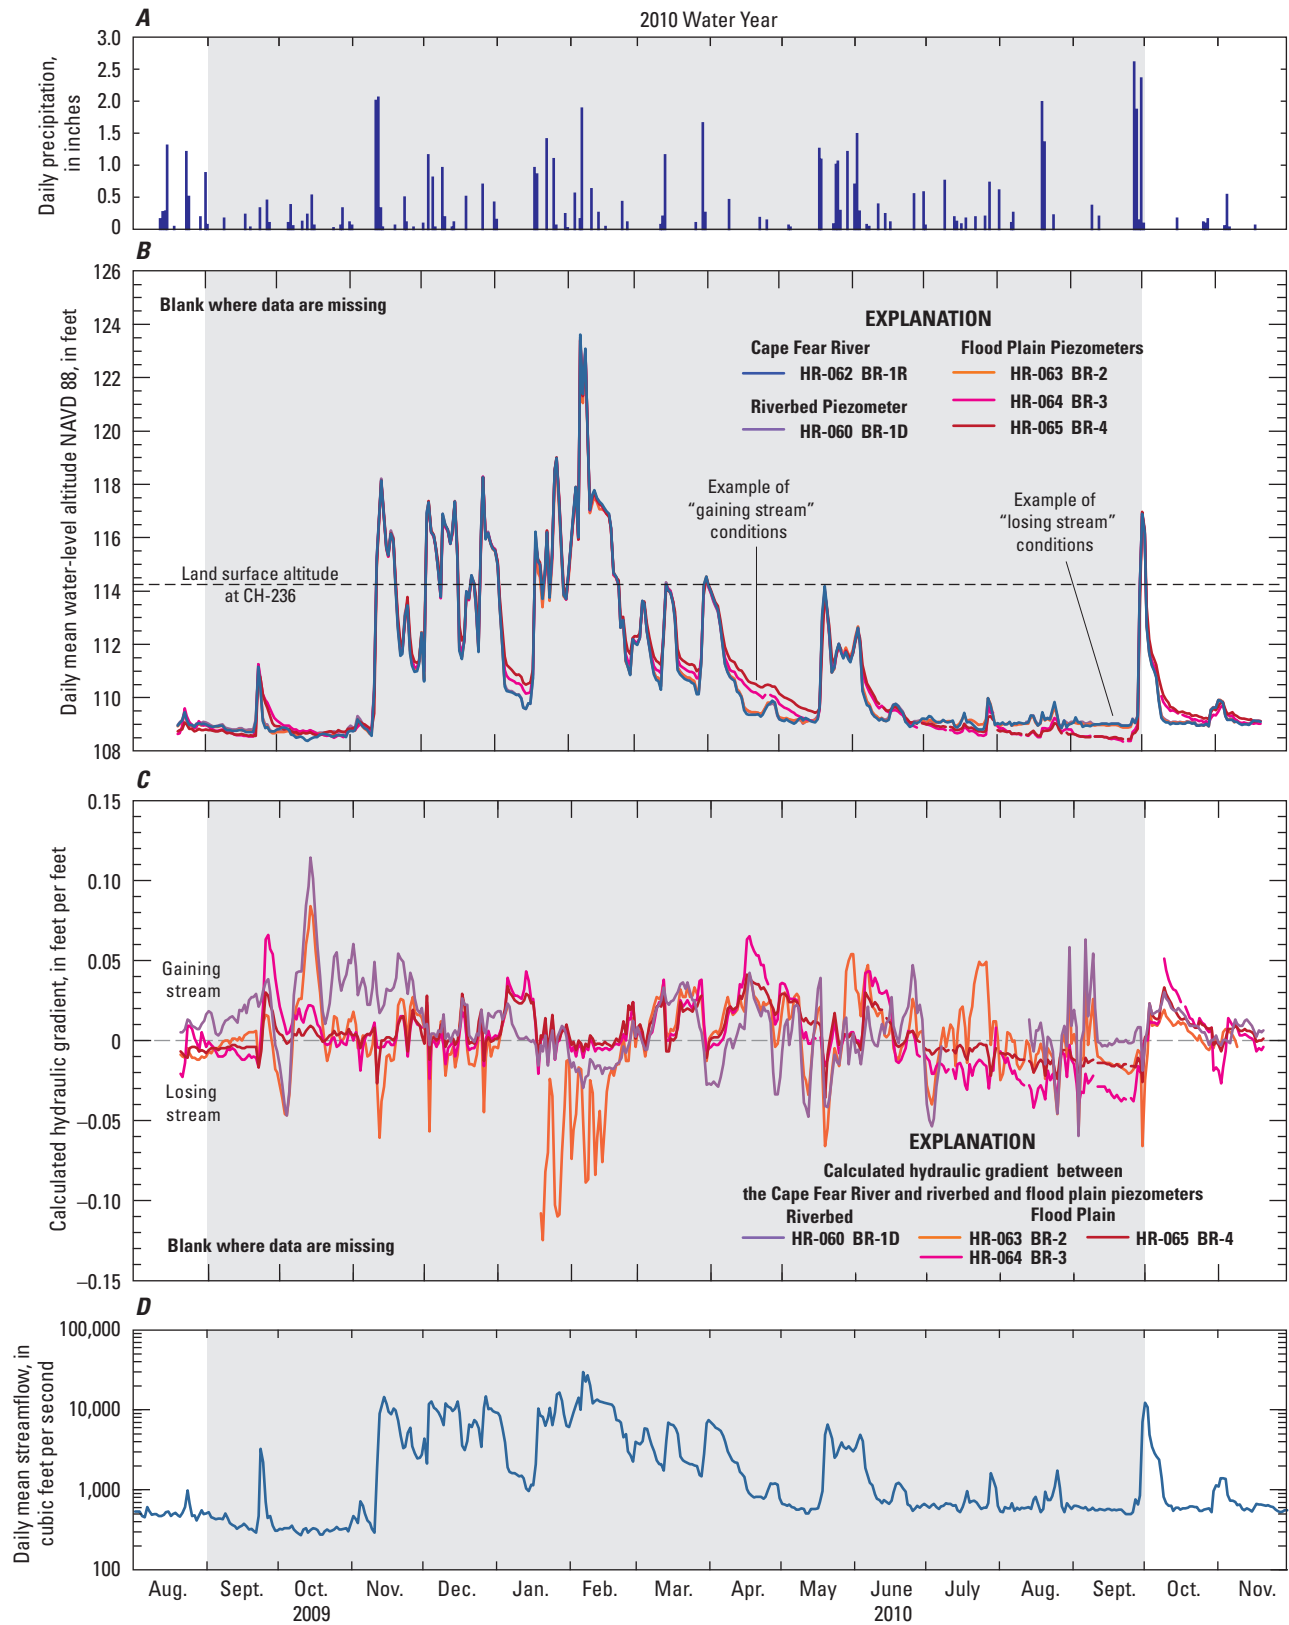 A
2010 Water Year
Daily precipitation,
in inches
3.0
2.5
2.0
1.5
1.0
0.5
0
B
Daily mean water-level altitude NAVD 88, in feet
126
124
122
120
118
116
114
112
110
108
Blank where data are missing
EXPLANATION
Cape Fear River
HR-062 BR-1R
Riverbed Piezometer
HR-060 BR-1D
Flood Plain Piezometers
HR-063 BR-2
HR-064 BR-3
HR-065 BR-4
Example of
“gaining stream”
conditions
Example of
“losing stream”
conditions
Land surface altitude
at CH-236
C
Calculated hydraulic gradient, in feet per feet
0.15
0.10
0.05
0
–0.05
–0.10
–0.15
Gaining
stream
Losing
stream
EXPLANATION
Calculated hydraulic gradient between
the Cape Fear River and riverbed and flood plain piezometers
Riverbed
Flood Plain
HR-060 BR-1D
HR-063 BR-2
HR-065 BR-4
HR-064 BR-3
Blank where data are missing
D
Daily mean streamflow, in
cubic feet per second
100,000
10,000
1,000
100
Aug. Sept. Oct. Nov. Dec. Jan. Feb. Mar. Apr. May June July Aug. Sept. Oct. Nov.
2009
2010